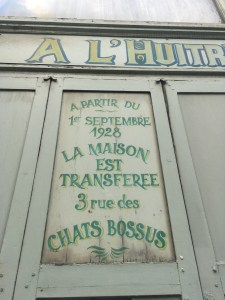 A L'HUITR
A PARTIR DU
1er SEPTEMBRE
1928
LA MAISON
EST
TRANSFEREE
3 rue des
CHATS BOSSUS